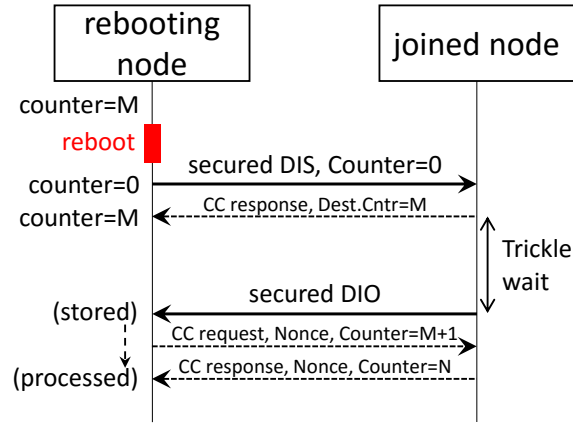 rebooting
node
joined node
counter=M
reboot
secured DIS, Counter=0
counter=0
CC response, Dest.Cntr=M
counter=M
Trickle
wait
secured DIO
(stored)
CC request, Nonce, Counter=M+1
CC response, Nonce, Counter=N
(processed)